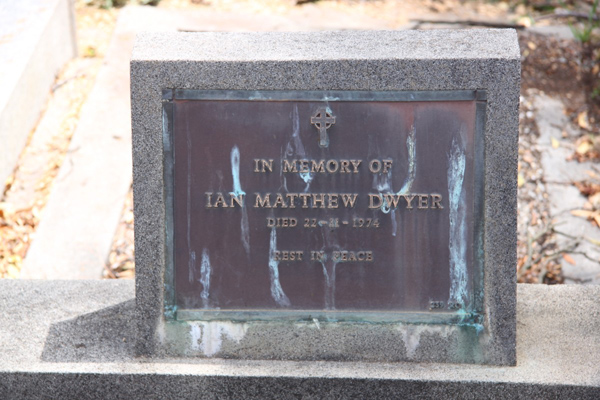 IN MEMORY OF
IAN MATTHEW DWYER
DIED 22-11-1974
REST IN PEACE